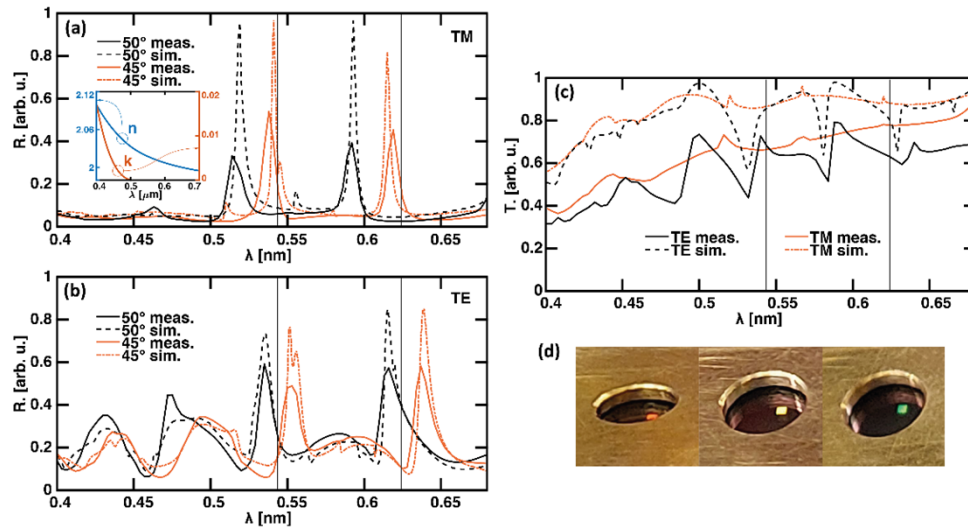 (a)
TM
50° meas.
50° sim.
45° meas.
45° sim.
R. [arb. u.]
1
0.8
0.6
0.4
0.2
0
2.12
2.06
2
n
k
0.02
0.01
0
0.4 0.5 0.6 0.7
λ [μm]
0.4 0.45 0.5 0.55 0.6 0.65
λ [nm]
(b)
TE
50° meas.
50° sim.
45° meas.
45° sim.
R. [arb. u.]
1
0.8
0.6
0.4
0.2
0
0.4 0.45 0.5 0.55 0.6 0.65
λ [nm]
(c)
T. [arb. u.]
1
0.8
0.6
0.4
0.2
0
TE meas.
TE sim.
TM meas.
TM sim.
0.4 0.45 0.5 0.55 0.6 0.65
λ [nm]
(d)